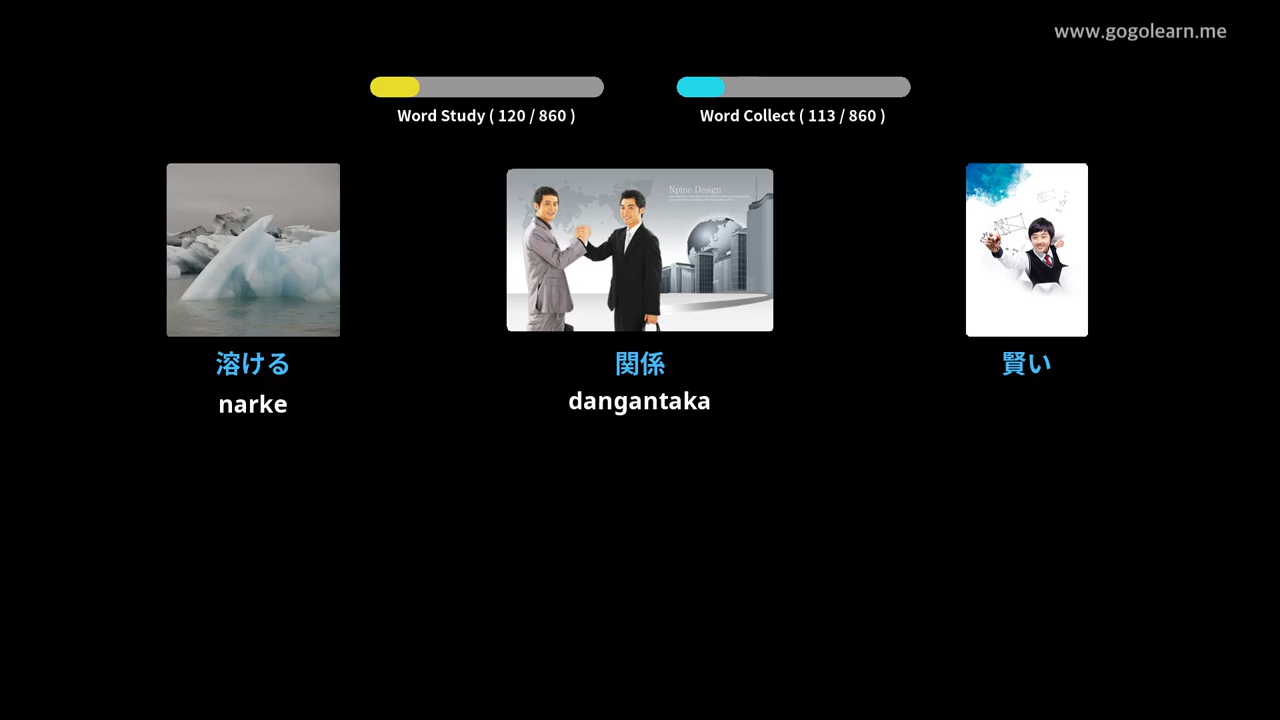 www.gogolearn.me
Word Study ( 120 / 860 )
Word Collect ( 113 / 860 )
Npine Design
溶ける
関係
賢い
narke
dangantaka